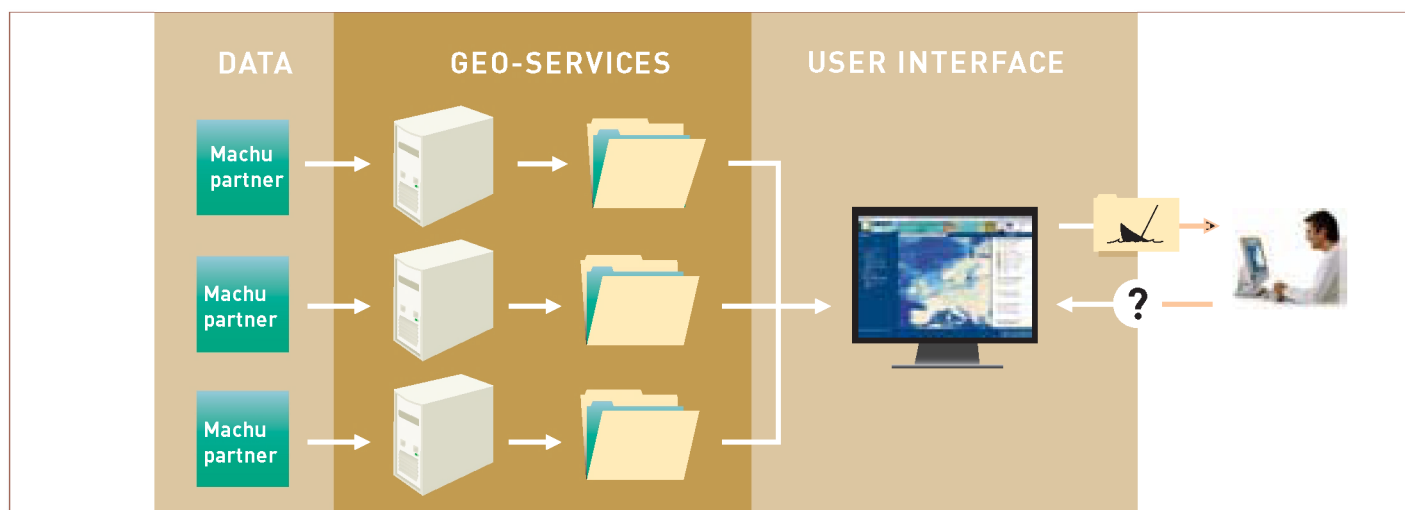 DATA
GEO-SERVICES
USER INTERFACE
Machu
partner
Machu
partner
Machu
partner
?